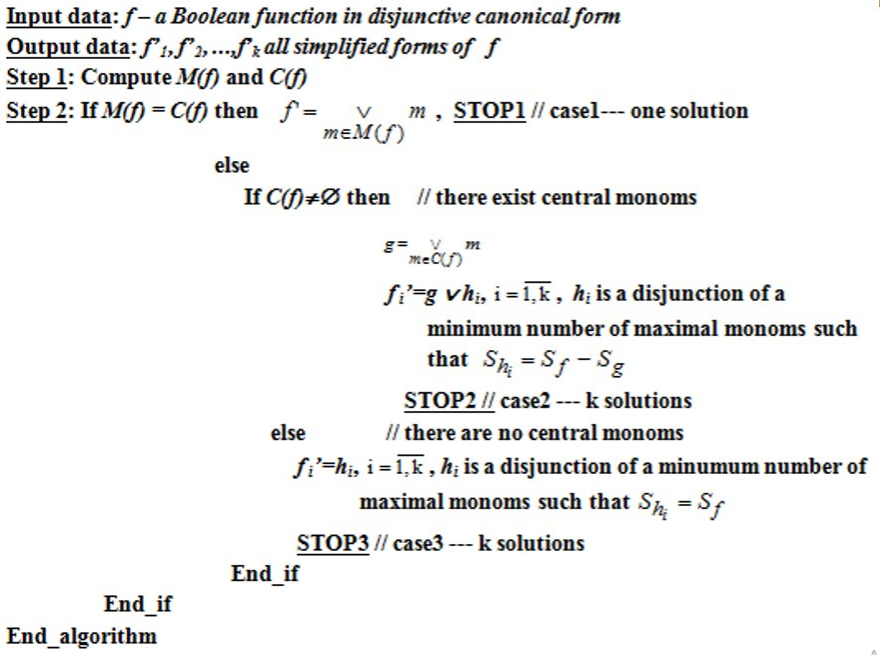 Input data: f – a Boolean function in disjunctive canonical form
Output data: f'1, f'2, ..., f'k all simplified forms of f
Step 1: Compute M(f) and C(f)
Step 2: If M(f) = C(f) then f' = ∨ m , STOP1 // case1--- one solution
m∈M(f)
else
If C(f)≠Ø then // there exist central monoms
g= ∨ m
m∈C(f)
fi'=g ∨hi, i = 1,k , hi is a disjunction of a
minimum number of maximal monoms such
that Shi = Sf − Sg
STOP2 // case2 --- k solutions
else // there are no central monoms
fi'=hi, i = 1,k , hi is a disjunction of a minumum number of
maximal monoms such that Shi = Sf
STOP3 // case3 --- k solutions
End_if
End_if
End_algorithm